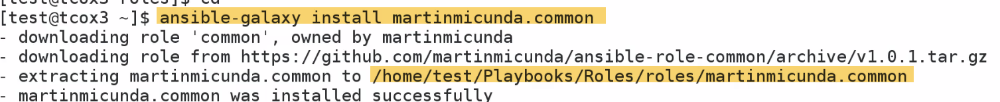 [test@tcox3 roles]$ cd
[test@tcox3 ~]$ ansible-galaxy install martinmicunda.common
- downloading role 'common', owned by martinmicunda
- downloading role from https://github.com/martinmicunda/ansible-role-common/archive/v1.0.1.tar.gz
- extracting martinmicunda.common to /home/test/Playbooks/Roles/roles/martinmicunda.common
- martinmicunda.common was installed successfully